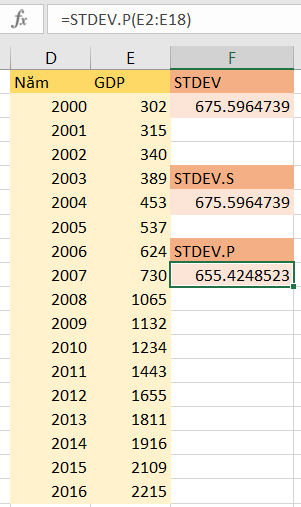 fx =STDEV.P(E2:E18)
D E F
Năm GDP STDEV
2000 302 675.5964739
2001 315
2002 340
2003 389 STDEV.S
2004 453 675.5964739
2005 537
2006 624 STDEV.P
2007 730 655.4248523
2008 1065
2009 1132
2010 1234
2011 1443
2012 1655
2013 1811
2014 1916
2015 2109
2016 2215